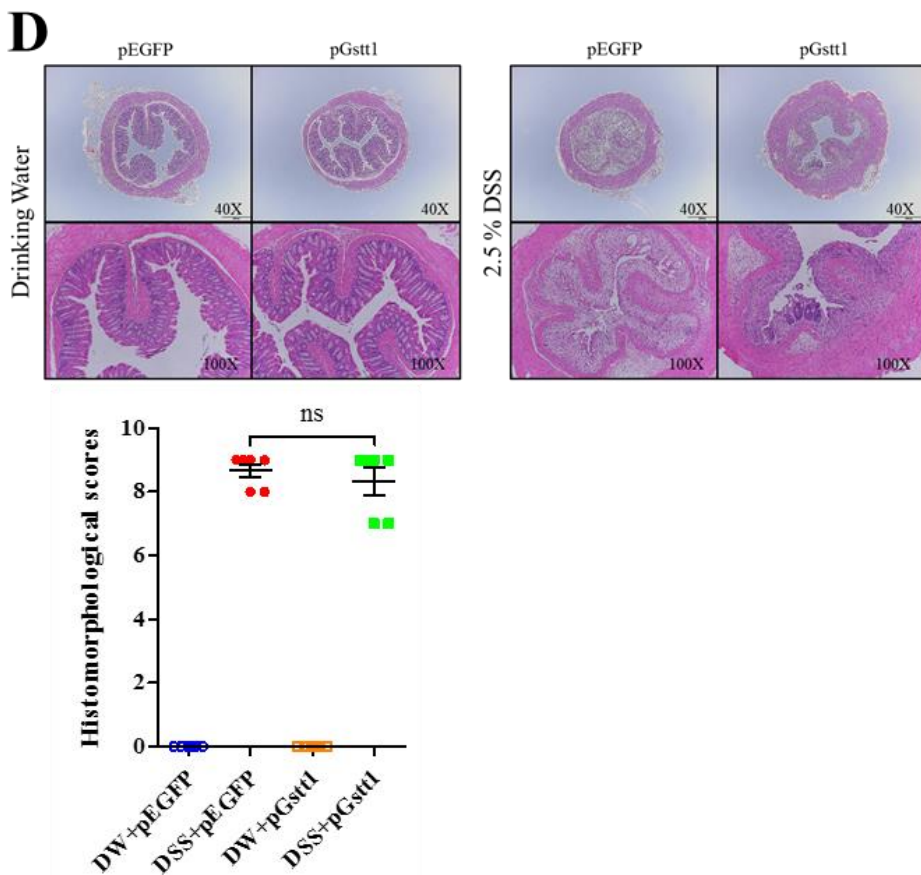 D
pEGFP pGstt1 pEGFP pGstt1
Drinking Water
40X 40X
100X 100X
2.5 % DSS
40X 40X
100X 100X
ns
Histomorphological scores
10
8
6
4
2
0
DW+pEGFP
DSS+pEGFP
DW+pGstt1
DSS+pGstt1